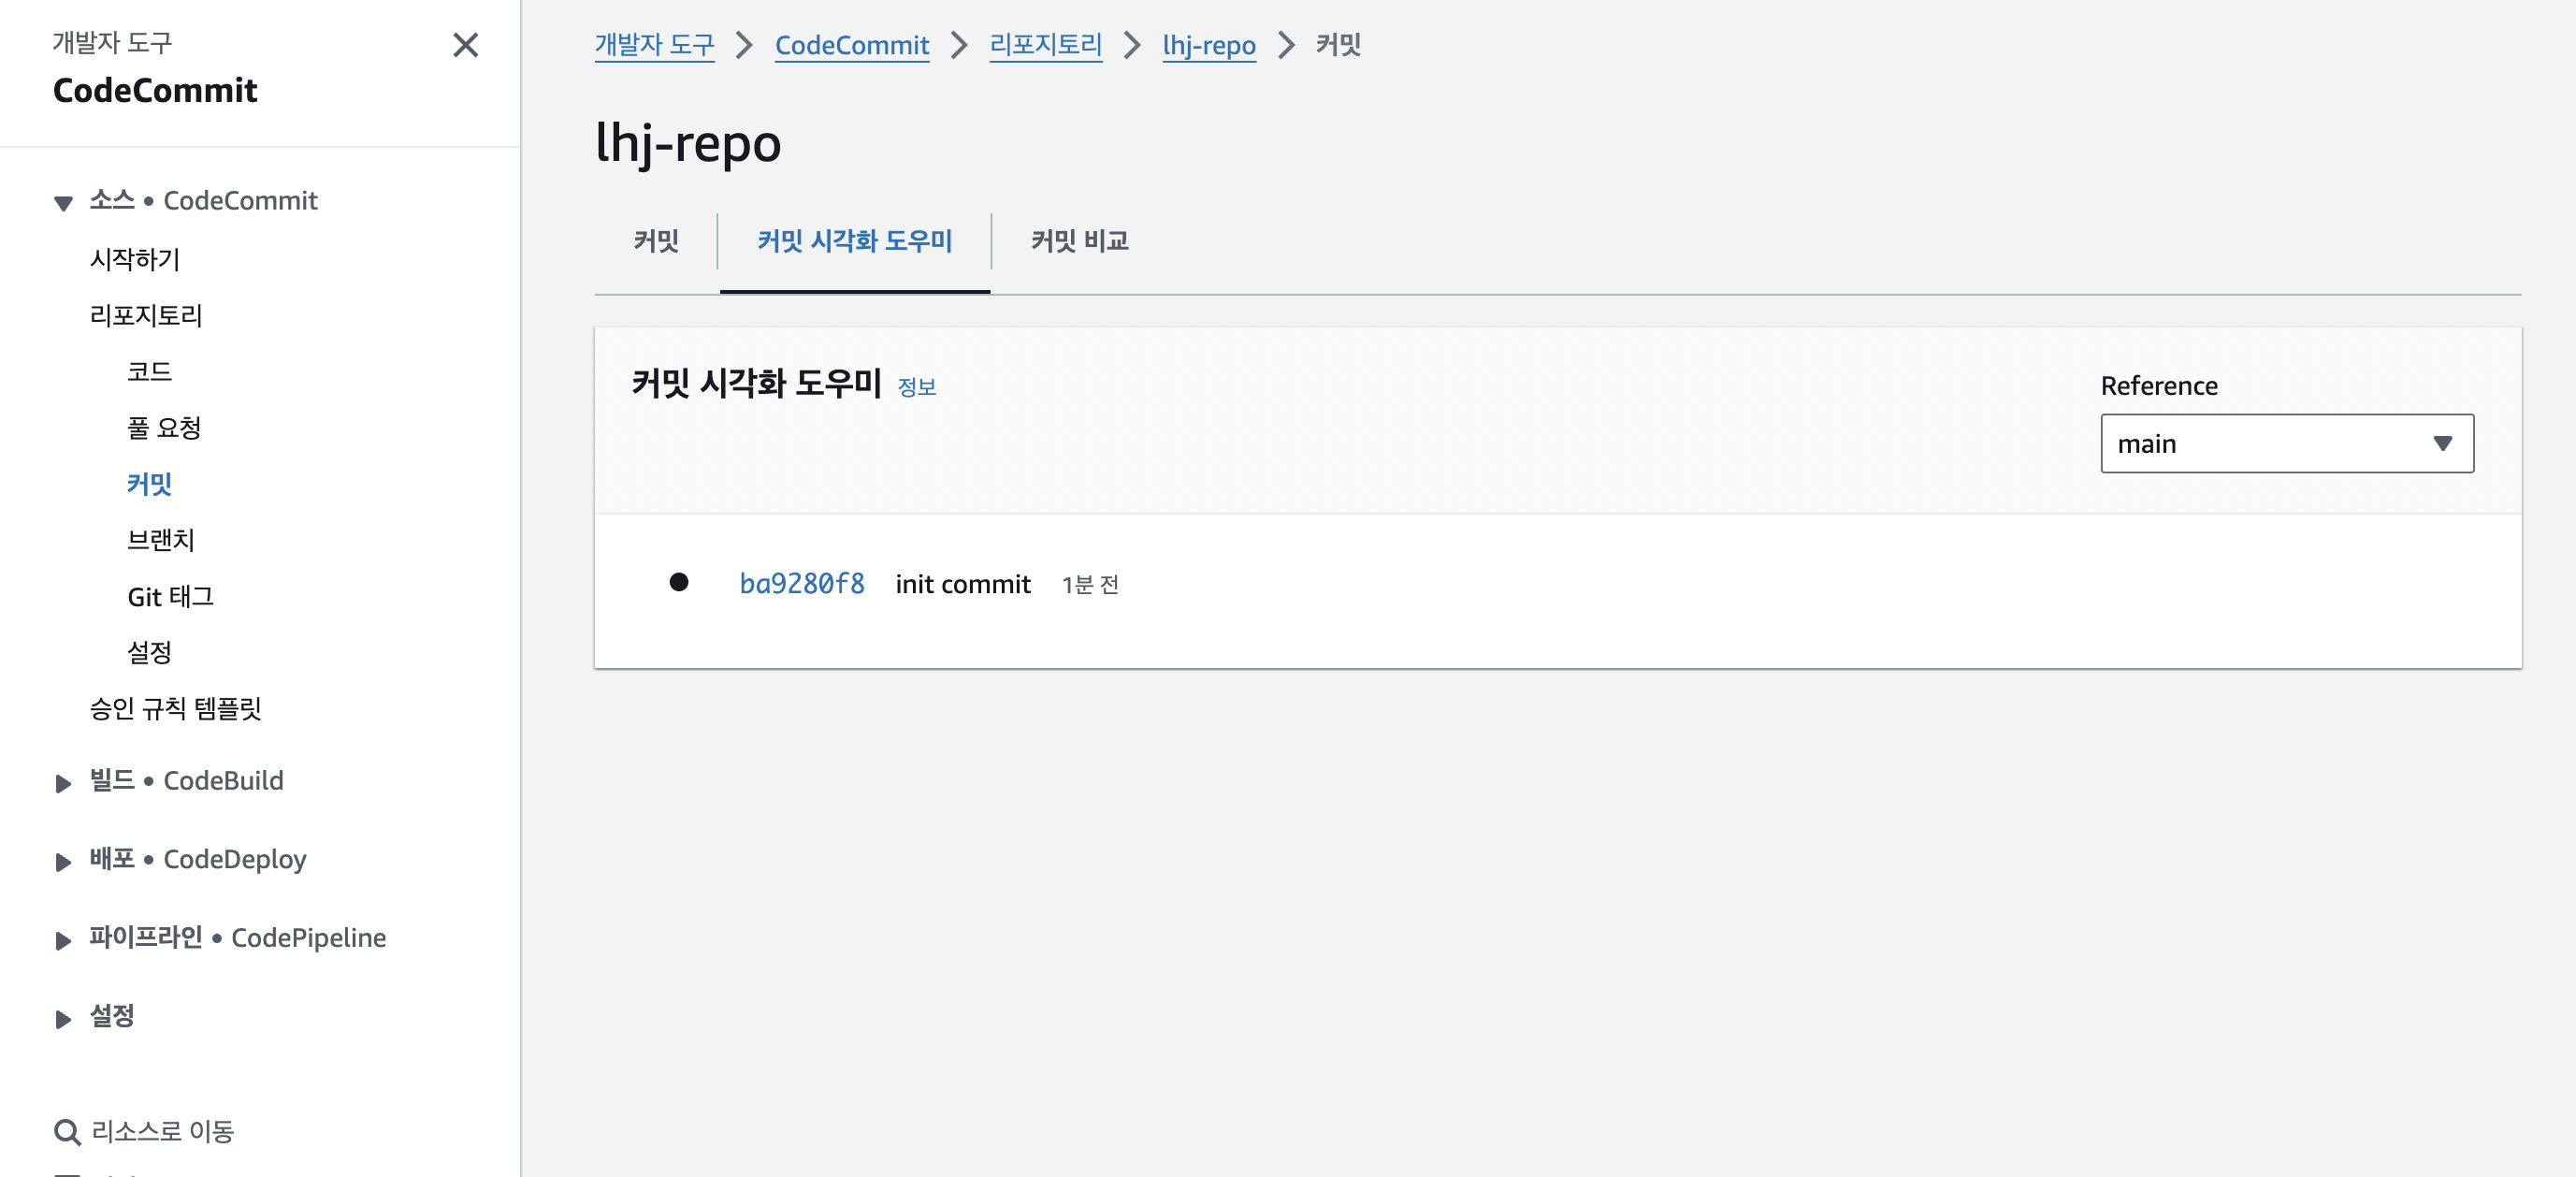 개발자 도구
CodeCommit
소스 • CodeCommit
시작하기
리포지토리
코드
풀 요청
커밋
브랜치
Git 태그
설정
승인 규칙 템플릿
빌드 • CodeBuild
배포 • CodeDeploy
파이프라인 • CodePipeline
설정
리소스로 이동
개발자 도구 > CodeCommit > 리포지토리 > lhj-repo > 커밋
lhj-repo
커밋 커밋 시각화 도우미 커밋 비교
커밋 시각화 도우미 정보
Reference
main
ba9280f8 init commit 1분 전